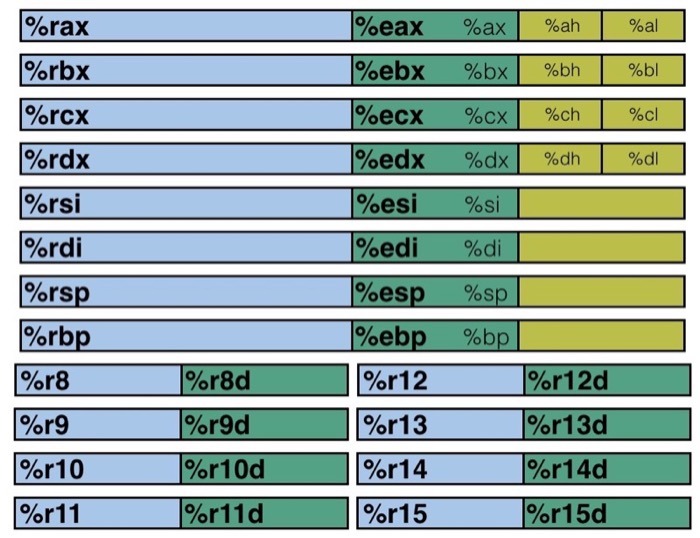 %rax %eax %ax %ah %al
%rbx %ebx %bx %bh %bl
%rcx %ecx %cx %ch %cl
%rdx %edx %dx %dh %dl
%rsi %esi %si
%rdi %edi %di
%rsp %esp %sp
%rbp %ebp %bp
%r8 %r8d %r12 %r12d
%r9 %r9d %r13 %r13d
%r10 %r10d %r14 %r14d
%r11 %r11d %r15 %r15d